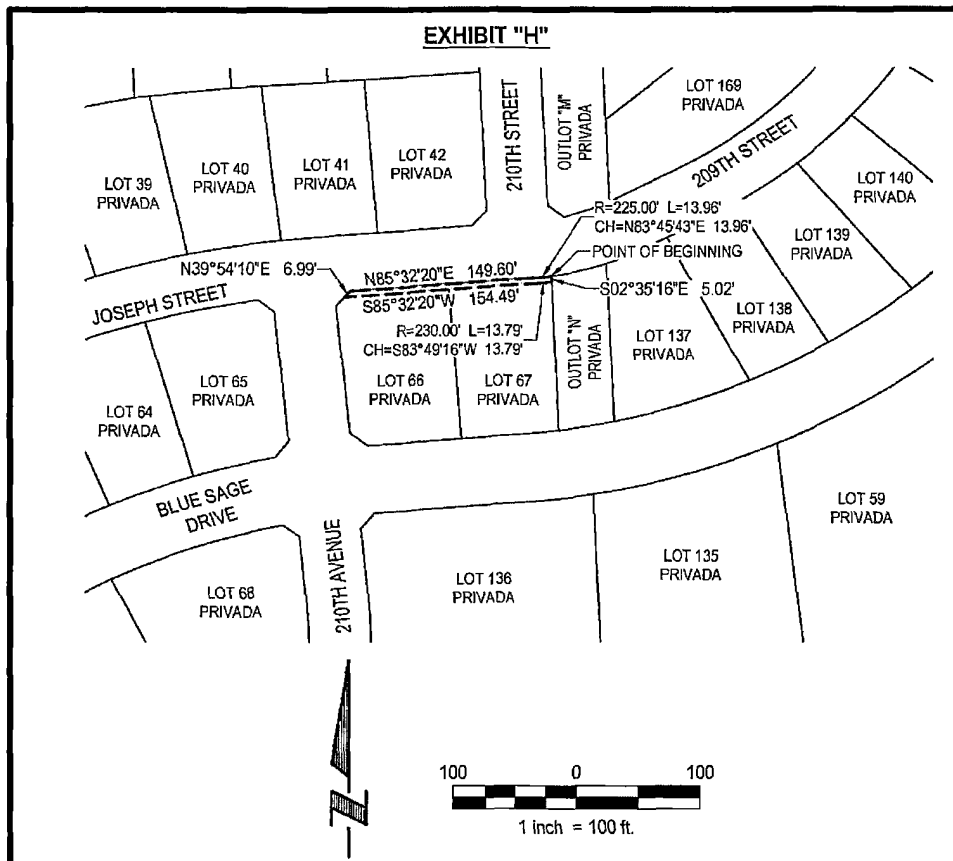 EXHIBIT "H"
LOT 39
PRIVADA
LOT 40
PRIVADA
LOT 41
PRIVADA
LOT 42
PRIVADA
210TH STREET
OUTLOT "M"
PRIVADA
LOT 169
PRIVADA
209TH STREET
LOT 140
PRIVADA
LOT 139
PRIVADA
LOT 138
PRIVADA
LOT 137
PRIVADA
R=225.00' L=13.96'
CH=N83°45'43"E 13.96'
POINT OF BEGINNING
S02°35'16"E 5.02'
N39°54'10"E 6.99'
N85°32'20"E 149.60'
S85°32'20"W 154.49'
R=230.00' L=13.79'
CH=S83°49'16"W 13.79'
JOSEPH STREET
OUTLOT "N"
PRIVADA
LOT 64
PRIVADA
LOT 65
PRIVADA
LOT 66
PRIVADA
LOT 67
PRIVADA
BLUE SAGE
DRIVE
210TH AVENUE
LOT 68
PRIVADA
LOT 136
PRIVADA
LOT 135
PRIVADA
LOT 59
PRIVADA
100 0 100
1 inch = 100 ft.